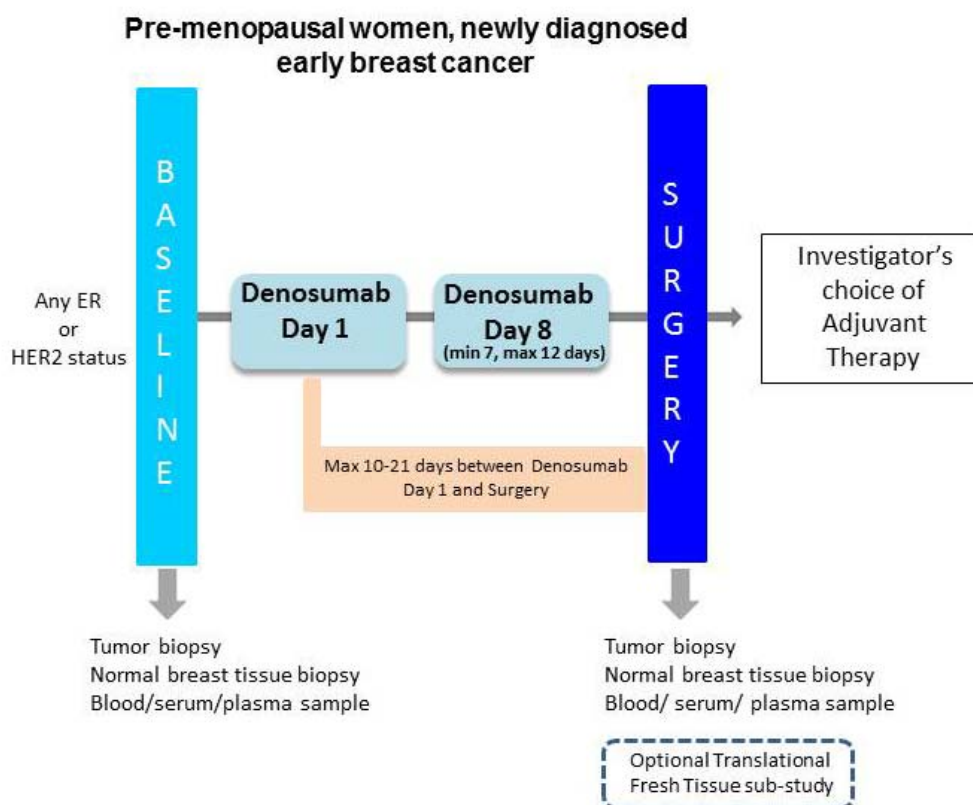 Pre-menopausal women, newly diagnosed
early breast cancer
BASELINE
Any ER
or
HER2 status
Denosumab
Day 1
Denosumab
Day 8
(min 7, max 12 days)
Max 10-21 days between Denosumab
Day 1 and Surgery
SURGERY
Investigator's
choice of
Adjuvant
Therapy
Tumor biopsy
Normal breast tissue biopsy
Blood/serum/plasma sample
Tumor biopsy
Normal breast tissue biopsy
Blood/ serum/ plasma sample
Optional Translational
Fresh Tissue sub-study